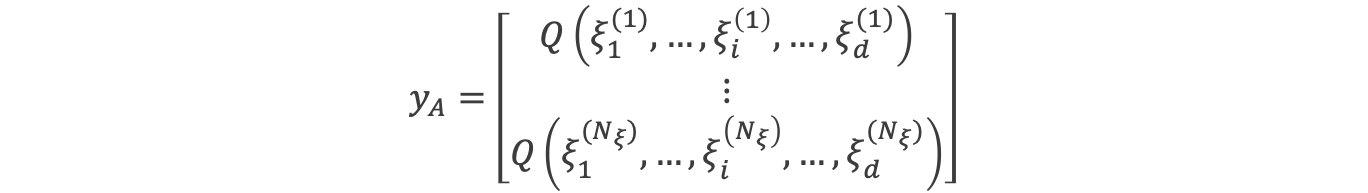 y_A = [ Q(ξ_1^{(1)}, ..., ξ_i^{(1)}, ..., ξ_d^{(1)})
⋮
Q(ξ_1^{(N_ξ)}, ..., ξ_i^{(N_ξ)}, ..., ξ_d^{(N_ξ)}) ]